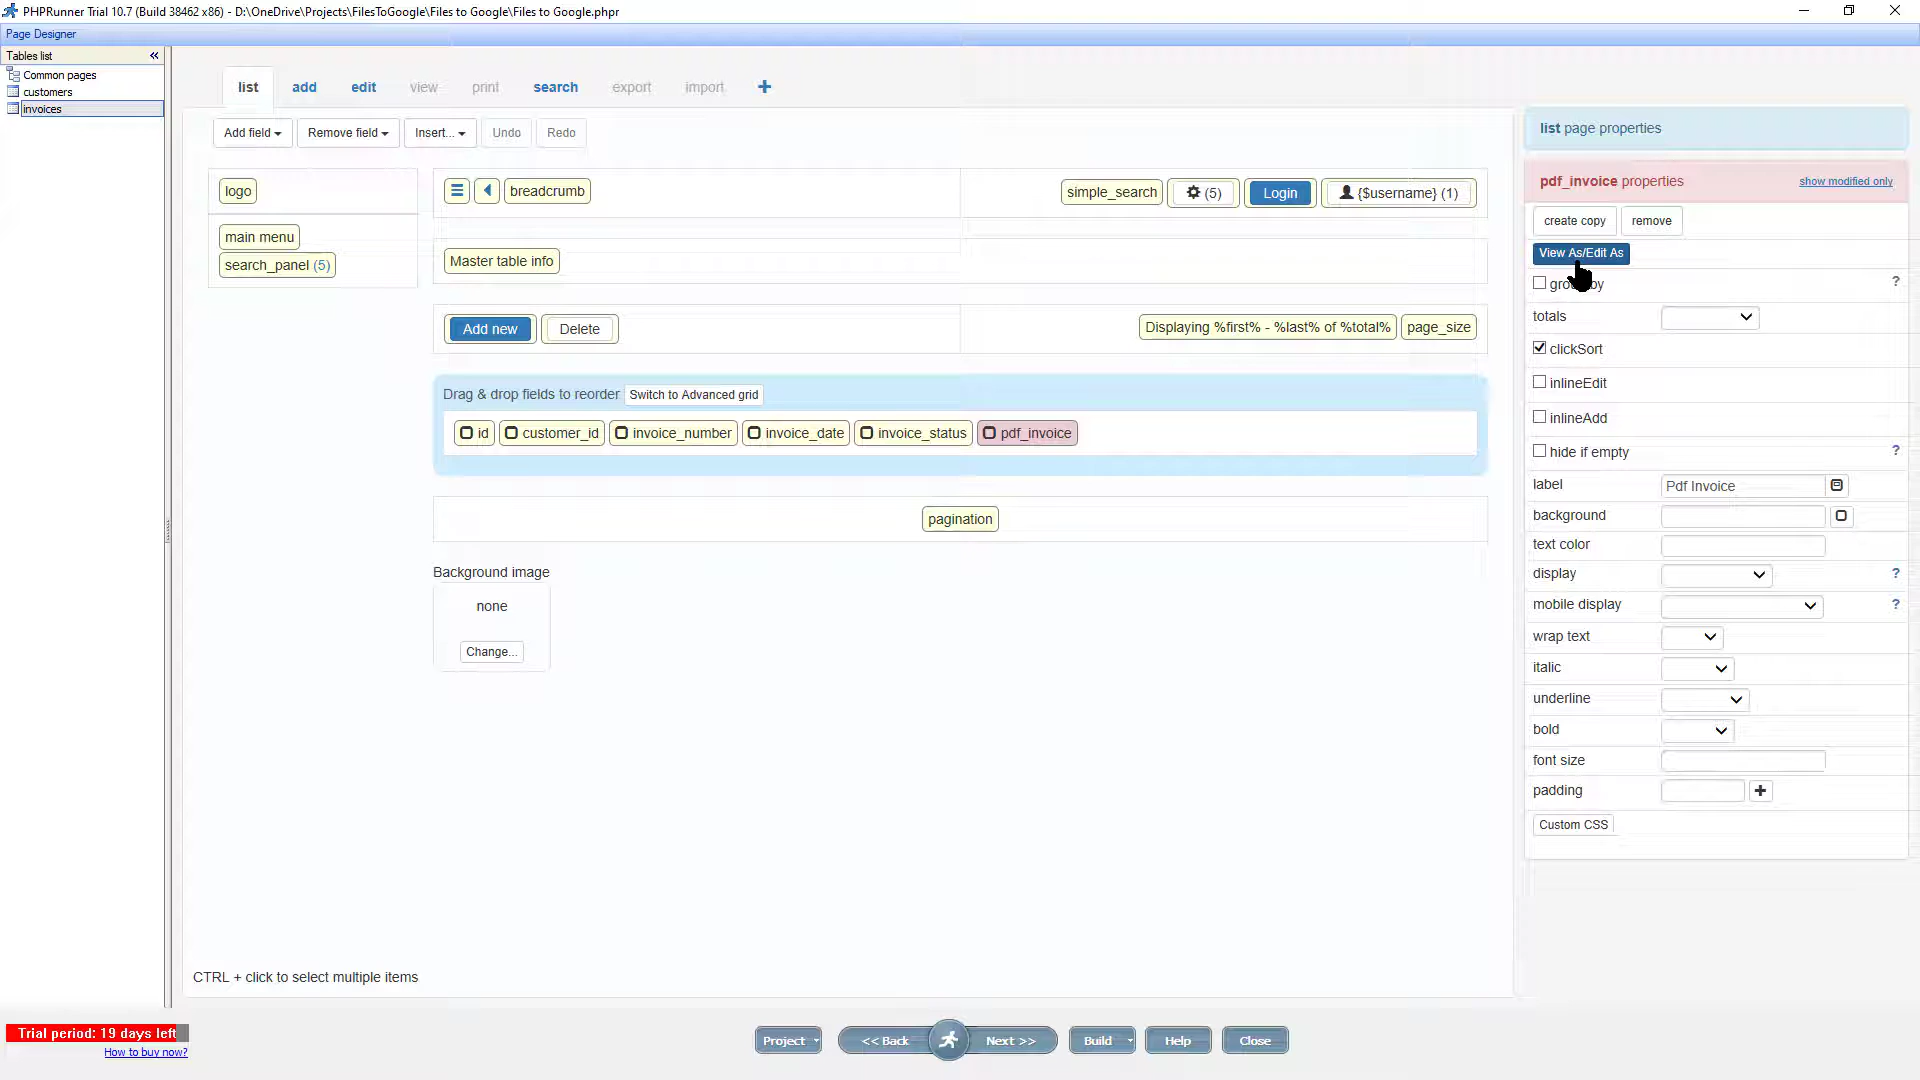 PHPRunner Trial 10.7 (Build 38462 x86) - D:\OneDrive\Projects\FilesToGoogle\Files to Google\Files to Google.phpr
Page Designer
Tables list
Common pages
customers
invoices
list add edit view print search export import
Add field Remove field Insert... Undo Redo
logo
main menu
search_panel (5)
breadcrumb
simple_search (5) Login {$username} (1)
Master table info
Add new Delete
Displaying %first% - %last% of %total% page_size
Drag & drop fields to reorder Switch to Advanced grid
id customer_id invoice_number invoice_date invoice_status pdf_invoice
pagination
Background image
none
Change...
CTRL + click to select multiple items
list page properties
pdf_invoice properties show modified only
create copy remove
View As/Edit As
?
totals
clickSort
inlineEdit
inlineAdd
hide if empty ?
label Pdf Invoice
background
text color
display ?
mobile display ?
wrap text
italic
underline
bold
font size
padding
Custom CSS
Trial period: 19 days left
How to buy now?
Project << Back Next >> Build Help Close